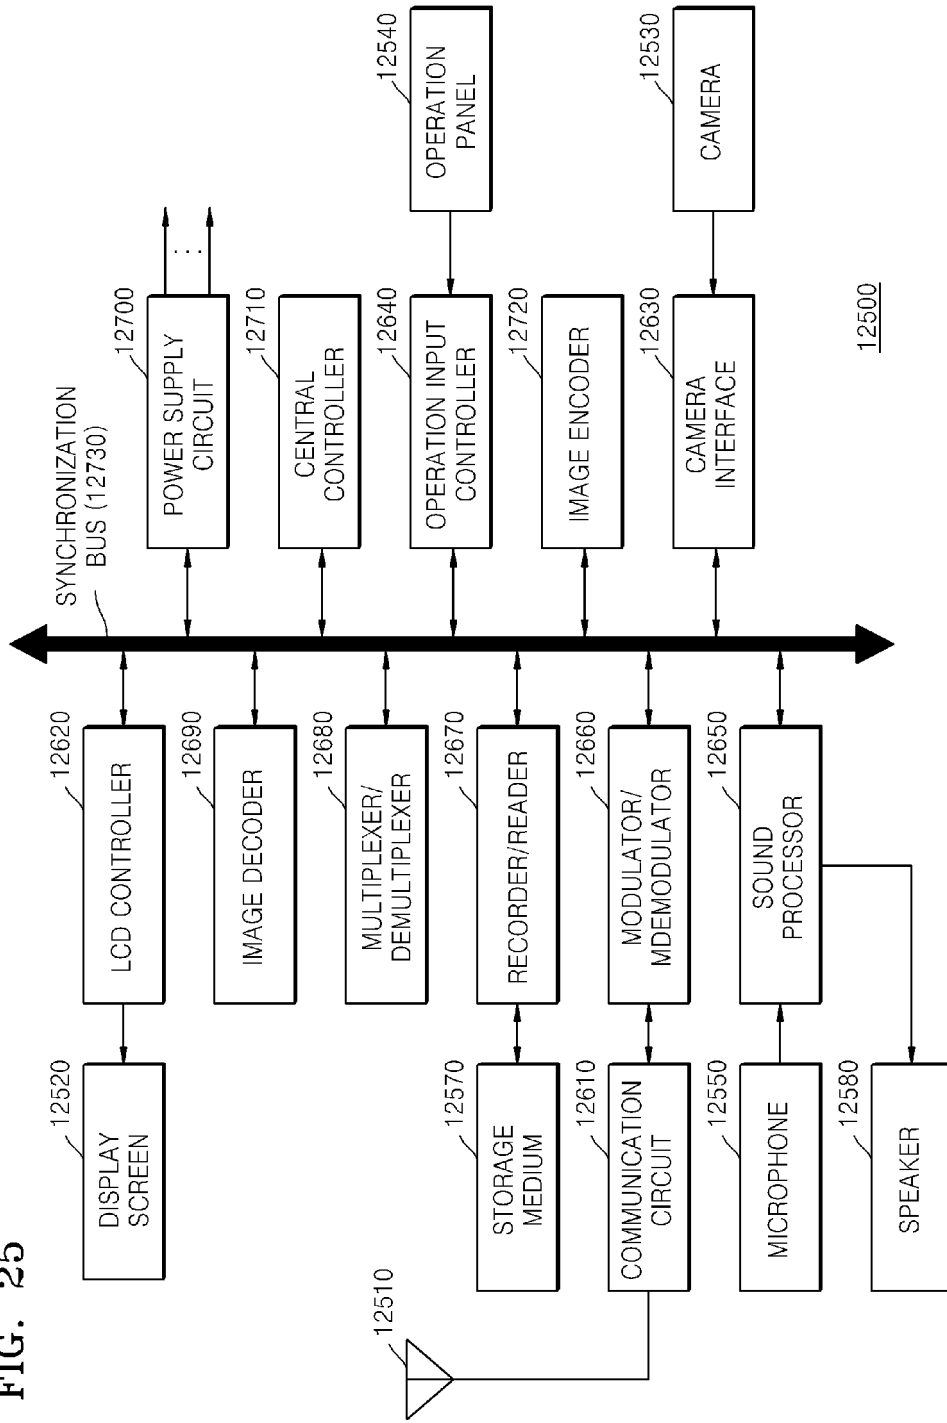 FIG. 25
12510
DISPLAY
SCREEN
12520
STORAGE
MEDIUM
12570
COMMUNICATION
CIRCUIT
12610
MICROPHONE
12550
SPEAKER
12580
LCD CONTROLLER
12620
IMAGE DECODER
12690
MULTIPLEXER/
DEMULTIPLEXER
12680
RECORDER/READER
12670
MODULATOR/
MDEMODULATOR
12660
SOUND
PROCESSOR
12650
SYNCHRONIZATION
BUS (12730)
POWER SUPPLY
CIRCUIT
12700
...
CENTRAL
CONTROLLER
12710
OPERATION INPUT
CONTROLLER
12640
IMAGE ENCODER
12720
CAMERA
INTERFACE
12630
OPERATION
PANEL
12540
CAMERA
12530
12500